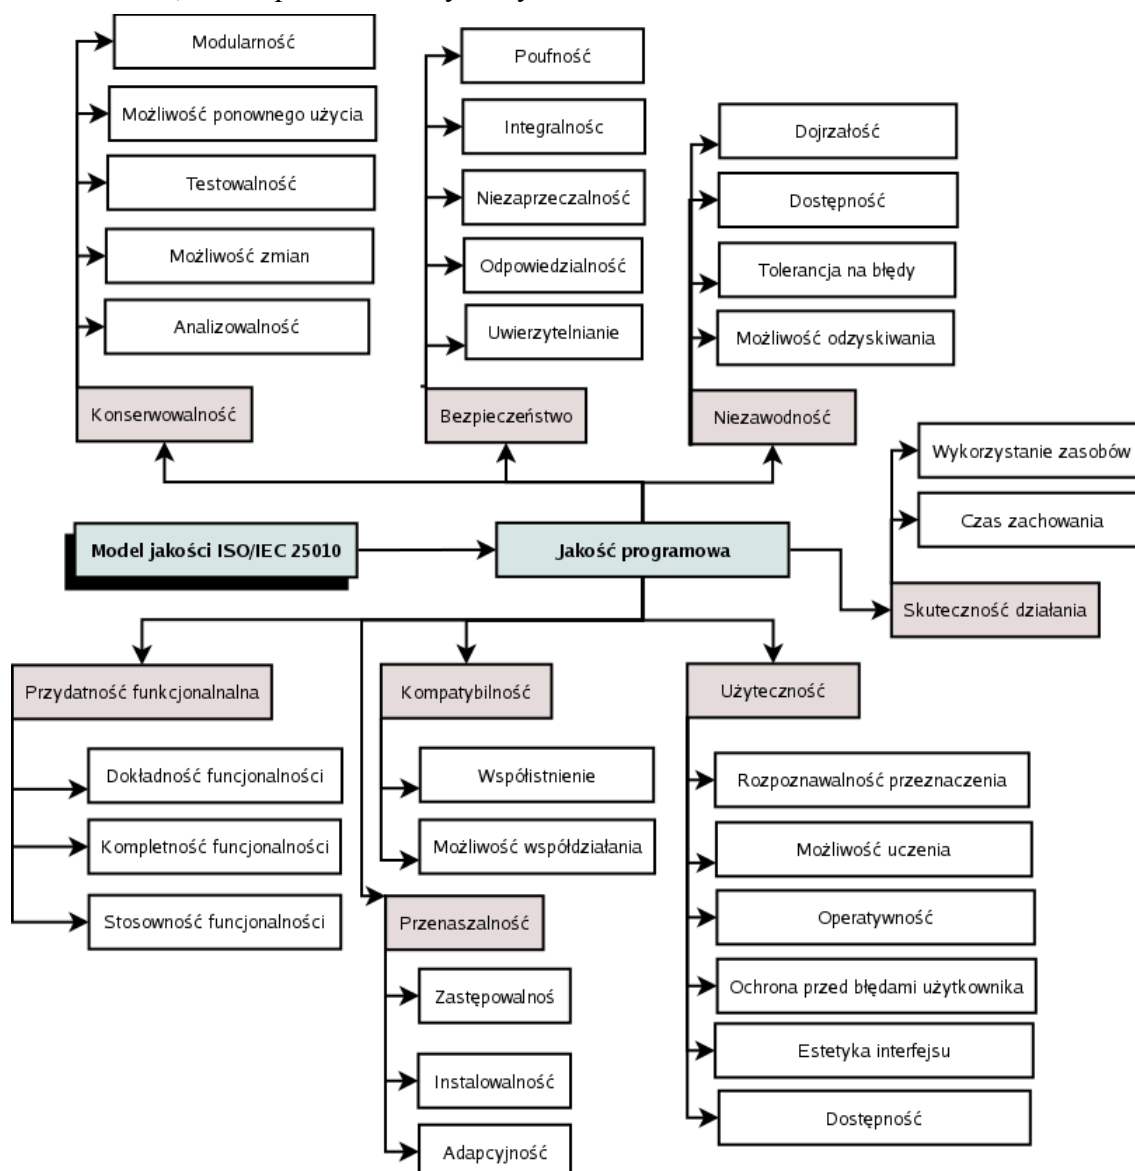 Modularność
Możliwość ponownego użycia
Testowalność
Możliwość zmian
Analizowalność
Konserwowalność
Poufność
Integralnośc
Niezaprzeczalność
Odpowiedzialność
Uwierzytelnianie
Bezpieczeństwo
Dojrzałość
Dostępność
Tolerancja na błędy
Możliwość odzyskiwania
Niezawodność
Wykorzystanie zasobów
Czas zachowania
Skuteczność działania
Model jakości ISO/IEC 25010
Jakość programowa
Przydatność funkcjonalnalna
Dokładność funcjonalności
Kompletność funcjonalności
Stosowność funcjonalności
Kompatybilność
Współistnienie
Możliwość współdziałania
Przenaszalność
Zastępowalnoś
Instalowalność
Adapcyjność
Użyteczność
Rozpoznawalność przeznaczenia
Możliwość uczenia
Operatywność
Ochrona przed błędami użytkownika
Estetyka interfejsu
Dostępność